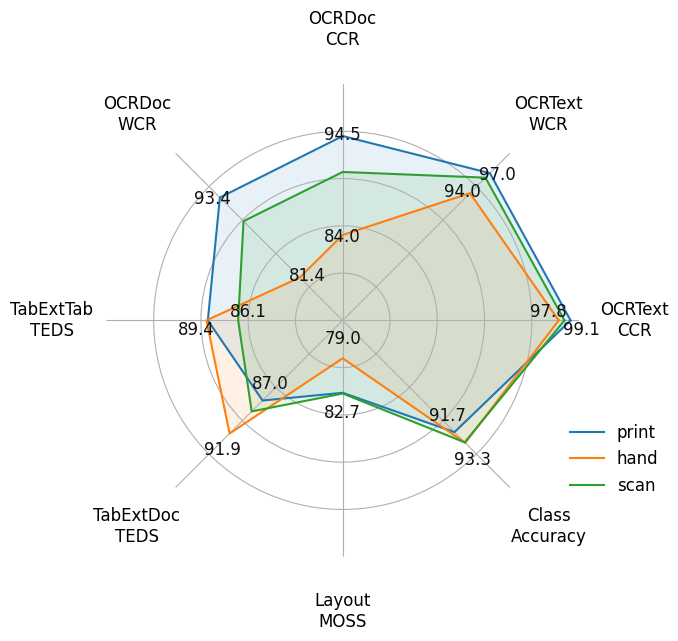 OCRDoc
CCR
OCRDoc
WCR
OCRText
WCR
94.5
97.0
93.4
94.0
84.0
81.4
TabExtTab
TEDS
89.4
86.1
97.8
99.1
OCRText
CCR
79.0
87.0
82.7
91.7
91.9
93.3
print
hand
scan
TabExtDoc
TEDS
Class
Accuracy
Layout
MOSS